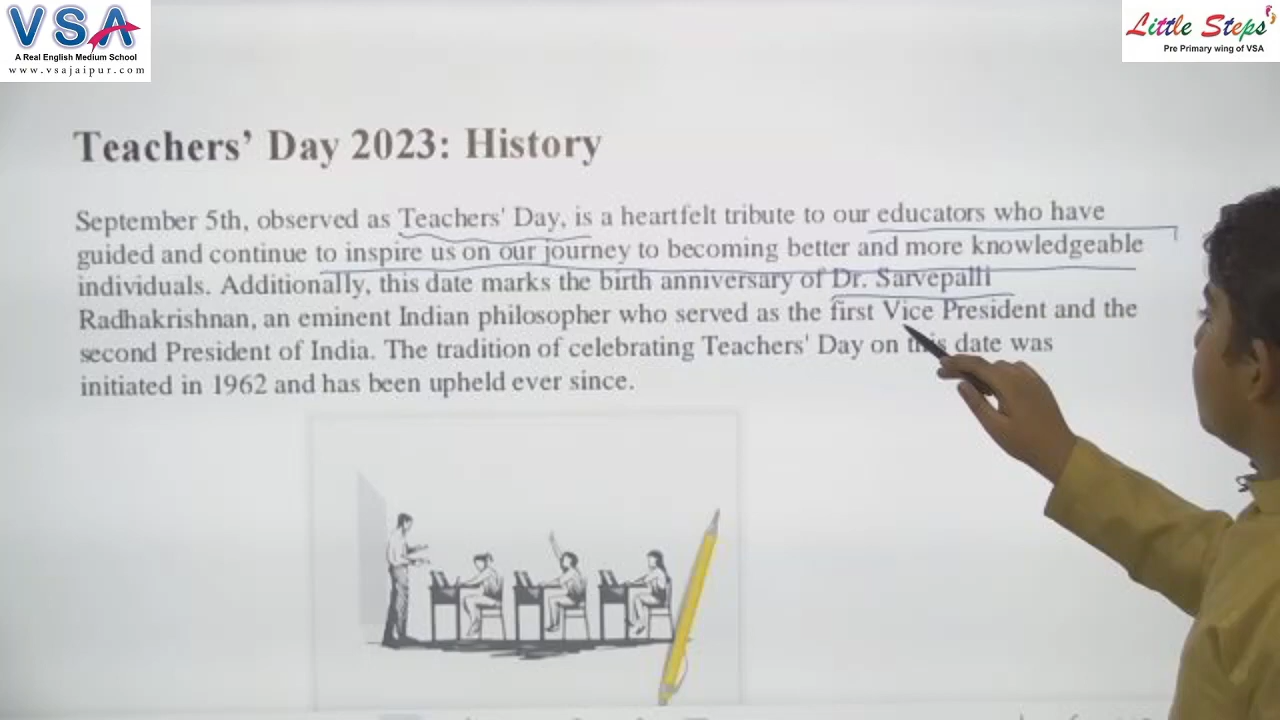 VSA
A Real English Medium School
www.vsajaipur.com
Little Steps
Pre Primary wing of VSA
Teachers' Day 2023: History
September 5th, observed as Teachers' Day, is a heartfelt tribute to our educators who have
guided and continue to inspire us on our journey to becoming better and more knowledgeable
individuals. Additionally, this date marks the birth anniversary of Dr. Sarvepalli
Radhakrishnan, an eminent Indian philosopher who served as the first Vice President and the
second President of India. The tradition of celebrating Teachers' Day on this date was
initiated in 1962 and has been upheld ever since.